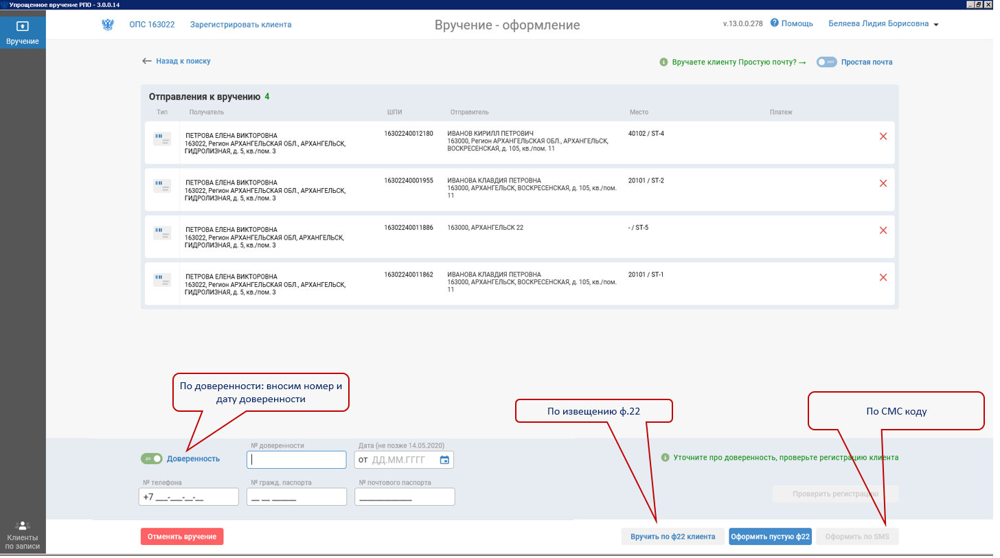 Упрощенное вручение РПО - 3.0.0.14
Вручение
ОПС 163022
Зарегистрировать клиента
Вручение - оформление
v.13.0.0.278
Помощь
Беляева Лидия Борисовна
Назад к поиску
Вручаете клиенту Простую почту? →
нет
Простая почта
Отправления к вручению 4
Тип
Получатель
ШПИ
Отправитель
Место
Платеж
ПЕТРОВА ЕЛЕНА ВИКТОРОВНА
163022, Регион АРХАНГЕЛЬСКАЯ ОБЛ., АРХАНГЕЛЬСК,
ГИДРОЛИЗНАЯ, д. 5, кв./пом. 3
16302240012180
ИВАНОВ КИРИЛЛ ПЕТРОВИЧ
163000, Регион АРХАНГЕЛЬСКАЯ ОБЛ., АРХАНГЕЛЬСК,
ВОСКРЕСЕНСКАЯ, д. 105, кв./пом. 11
40102 / ST-4
ПЕТРОВА ЕЛЕНА ВИКТОРОВНА
163022, Регион АРХАНГЕЛЬСКАЯ ОБЛ., АРХАНГЕЛЬСК,
ГИДРОЛИЗНАЯ, д. 5, кв./пом. 3
16302240001955
ИВАНОВА КЛАВДИЯ ПЕТРОВНА
163000, АРХАНГЕЛЬСК, ВОСКРЕСЕНСКАЯ, д. 105, кв./пом.
11
20101 / ST-2
ПЕТРОВА ЕЛЕНА ВИКТОРОВНА
163022, Регион АРХАНГЕЛЬСКАЯ ОБЛ, АРХАНГЕЛЬСК,
ГИДРОЛИЗНАЯ, д. 5, кв./пом. 3
16302240011886
163000, АРХАНГЕЛЬСК 22
- / ST-5
ПЕТРОВА ЕЛЕНА ВИКТОРОВНА
163022, Регион АРХАНГЕЛЬСКАЯ ОБЛ., АРХАНГЕЛЬСК,
ГИДРОЛИЗНАЯ, д. 5, кв./пом. 3
16302240011862
ИВАНОВА КЛАВДИЯ ПЕТРОВНА
163000, АРХАНГЕЛЬСК, ВОСКРЕСЕНСКАЯ, д. 105, кв./пом.
11
20101 / ST-1
По доверенности: вносим номер и
дату доверенности
По извещению ф.22
По СМС коду
да
Доверенность
№ доверенности
Дата (не позже 14.05.2020)
от ДД.ММ.ГГГГ
Уточните про доверенность, проверьте регистрацию клиента
№ телефона
+7 ___-___-__-__
№ гражд. паспорта
__ __ ______
№ почтового паспорта
____________
Проверить регистрацию
Клиенты
по записи
Отменить вручение
Вручить по ф22 клиента
Оформить пустую ф22
Оформить по SMS